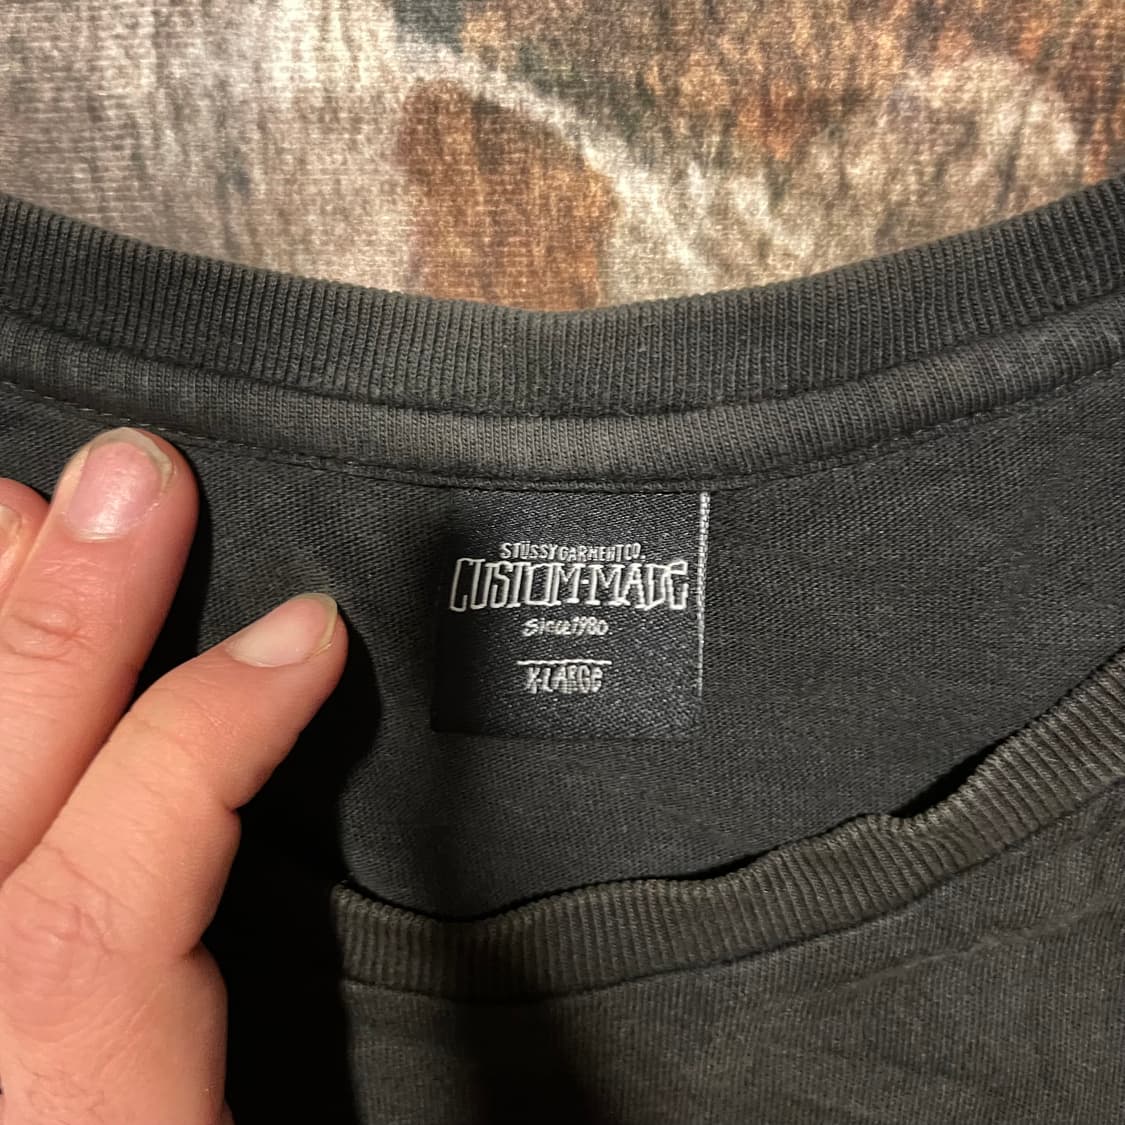 STÜSSY GARMENT CO.
CUSTOM-MADE
Since 1980
X-LARGE